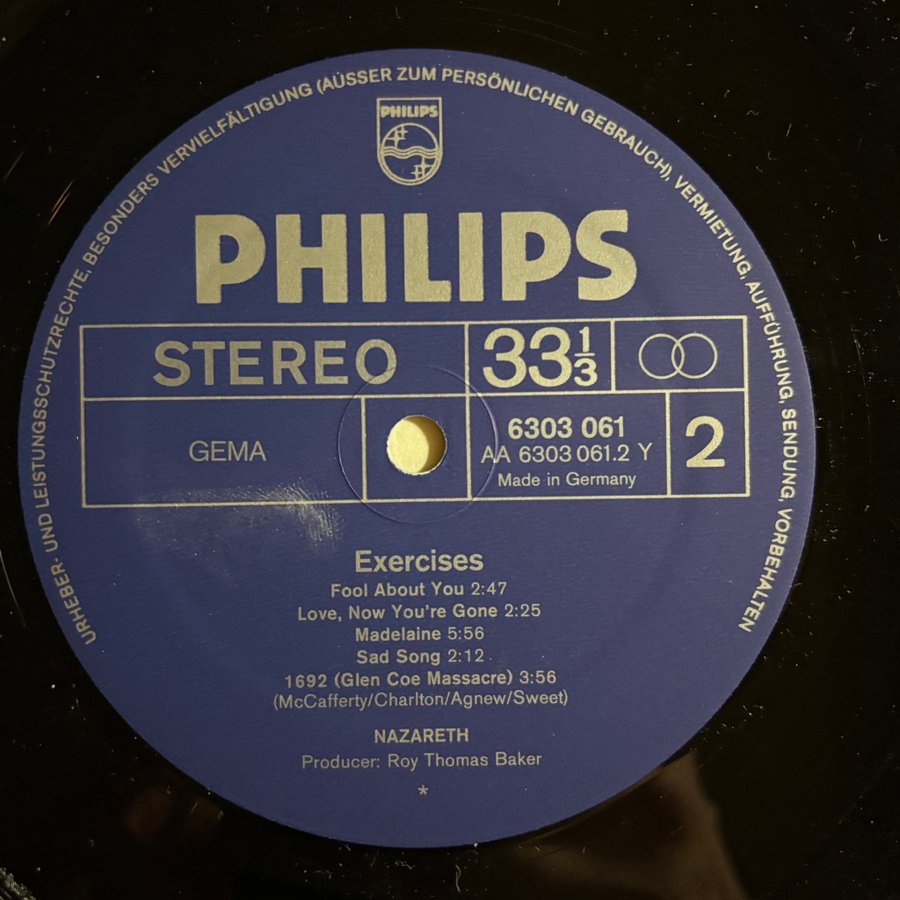 URHEBER- UND LEISTUNGSSCHUTZRECHTE, BESONDERS VERVIELFÄLTIGUNG (AUSSER ZUM PERSÖNLICHEN GEBRAUCH), VERMIETUNG, AUFFÜHRUNG, SENDUNG, VORBEHALTEN
PHILIPS
PHILIPS
STEREO 33 1/3
GEMA 6303 061 2
AA 6303 061.2 Y
Made in Germany
Exercises
Fool About You 2:47
Love, Now You're Gone 2:25
Madelaine 5:56
Sad Song 2:12
1692 (Glen Coe Massacre) 3:56
(McCafferty/Charlton/Agnew/Sweet)
NAZARETH
Producer: Roy Thomas Baker
*